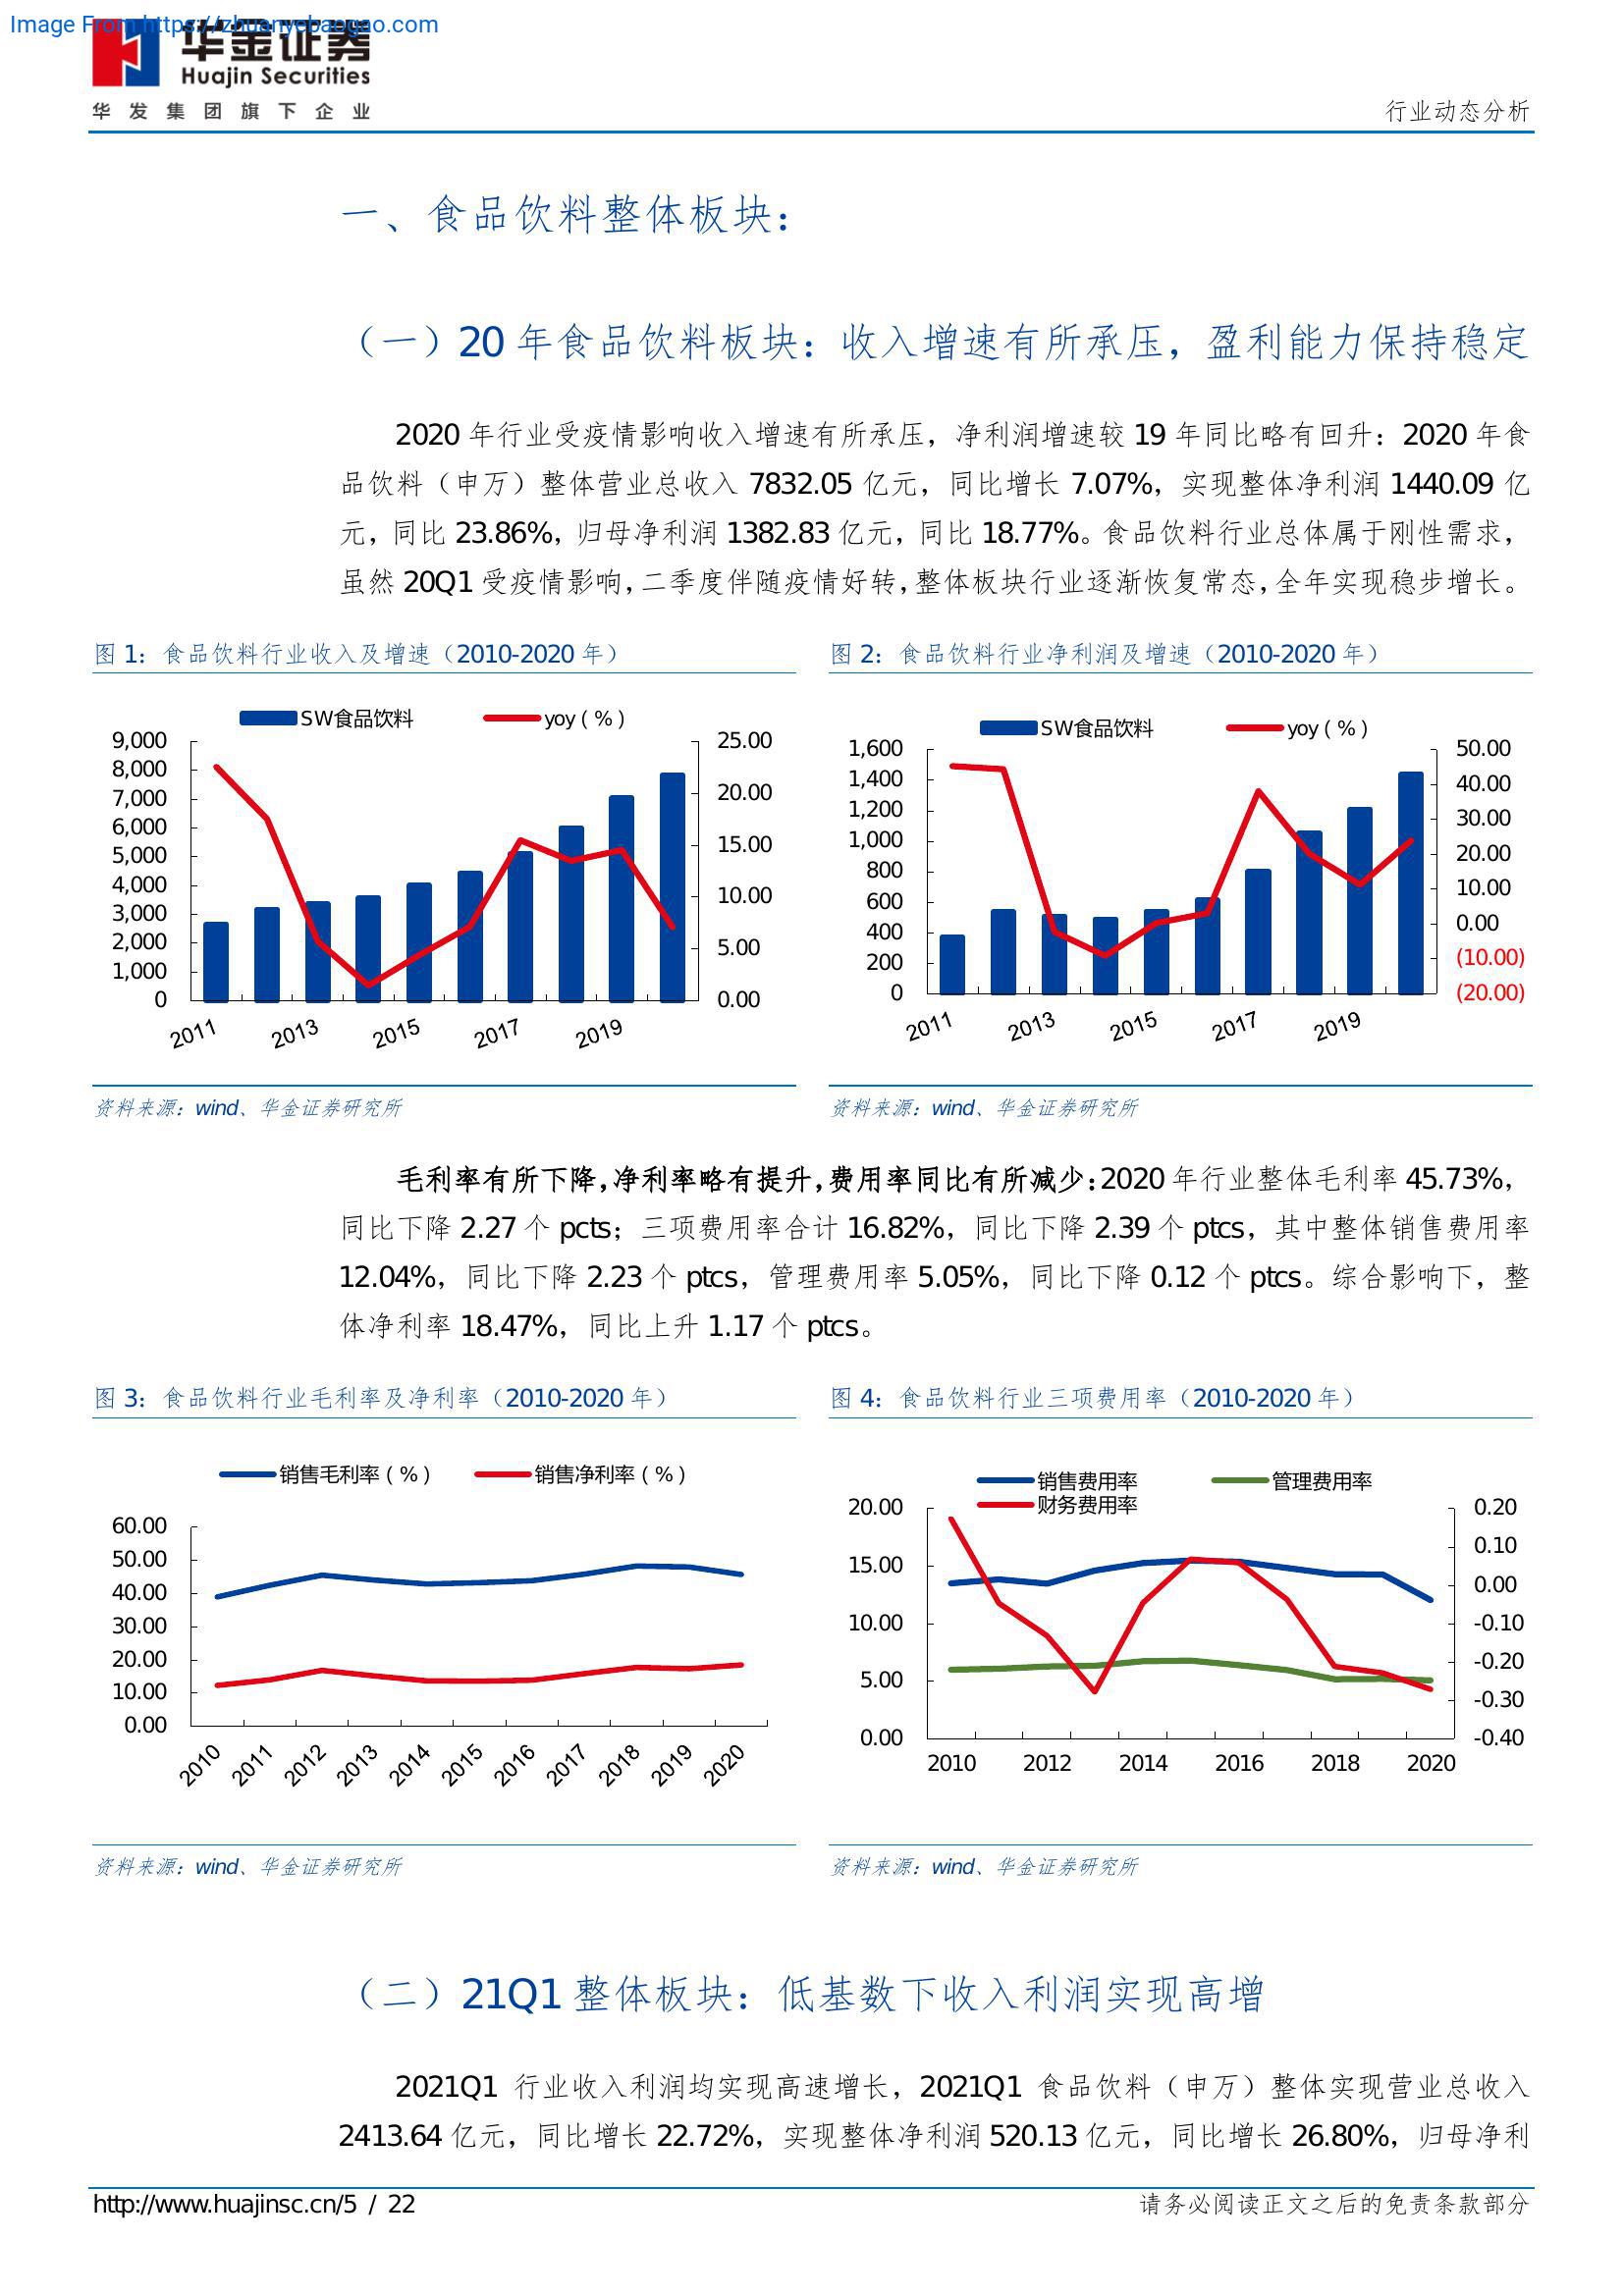 Image From https://zhuanyebaogao.com
华金证券
Huajin Securities
华发集团旗下企业
行业动态分析
一、食品饮料整体板块：
（一）20 年食品饮料板块：收入增速有所承压，盈利能力保持稳定
2020 年行业受疫情影响收入增速有所承压，净利润增速较 19 年同比略有回升：2020 年食
品饮料（申万）整体营业总收入 7832.05 亿元，同比增长 7.07%，实现整体净利润 1440.09 亿
元，同比 23.86%，归母净利润 1382.83 亿元，同比 18.77%。食品饮料行业总体属于刚性需求，
虽然 20Q1 受疫情影响，二季度伴随疫情好转，整体板块行业逐渐恢复常态，全年实现稳步增长。
图 1：食品饮料行业收入及增速（2010-2020 年）
SW食品饮料 yoy（%）
9,000
8,000
7,000
6,000
5,000
4,000
3,000
2,000
1,000
0
25.00
20.00
15.00
10.00
5.00
0.00
2011 2013 2015 2017 2019
资料来源：wind、华金证券研究所
图 2：食品饮料行业净利润及增速（2010-2020 年）
SW食品饮料 yoy（%）
1,600
1,400
1,200
1,000
800
600
400
200
0
50.00
40.00
30.00
20.00
10.00
0.00
(10.00)
(20.00)
2011 2013 2015 2017 2019
资料来源：wind、华金证券研究所
毛利率有所下降，净利率略有提升，费用率同比有所减少：2020 年行业整体毛利率 45.73%，
同比下降 2.27 个 pcts；三项费用率合计 16.82%，同比下降 2.39 个 ptcs，其中整体销售费用率
12.04%，同比下降 2.23 个 ptcs，管理费用率 5.05%，同比下降 0.12 个 ptcs。综合影响下，整
体净利率 18.47%，同比上升 1.17 个 ptcs。
图 3：食品饮料行业毛利率及净利率（2010-2020 年）
销售毛利率（%） 销售净利率（%）
60.00
50.00
40.00
30.00
20.00
10.00
0.00
2010 2011 2012 2013 2014 2015 2016 2017 2018 2019 2020
资料来源：wind、华金证券研究所
图 4：食品饮料行业三项费用率（2010-2020 年）
销售费用率 管理费用率
财务费用率
20.00
15.00
10.00
5.00
0.00
0.20
0.10
0.00
-0.10
-0.20
-0.30
-0.40
2010 2012 2014 2016 2018 2020
资料来源：wind、华金证券研究所
（二）21Q1 整体板块：低基数下收入利润实现高增
2021Q1 行业收入利润均实现高速增长，2021Q1 食品饮料（申万）整体实现营业总收入
2413.64 亿元，同比增长 22.72%，实现整体净利润 520.13 亿元，同比增长 26.80%，归母净利
http://www.huajinsc.cn/5 / 22
请务必阅读正文之后的免责条款部分